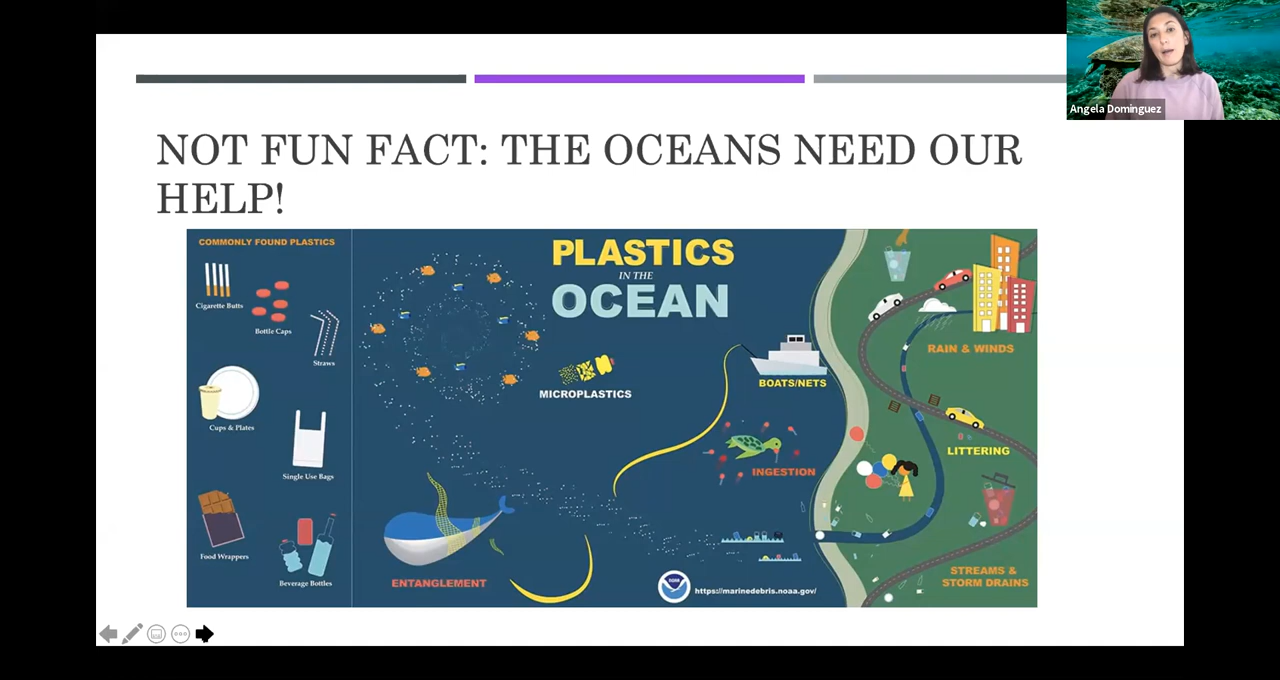 Angela Dominguez
NOT FUN FACT: THE OCEANS NEED OUR
HELP!
COMMONLY FOUND PLASTICS
Cigarette Butts
Bottle Caps
Straws
Cups & Plates
Single Use Bags
Food Wrappers
Beverage Bottles
PLASTICS
IN THE
OCEAN
MICROPLASTICS
BOATS/NETS
INGESTION
ENTANGLEMENT
NOAA
https://marinedebris.noaa.gov/
RAIN & WINDS
LITTERING
STREAMS &
STORM DRAINS